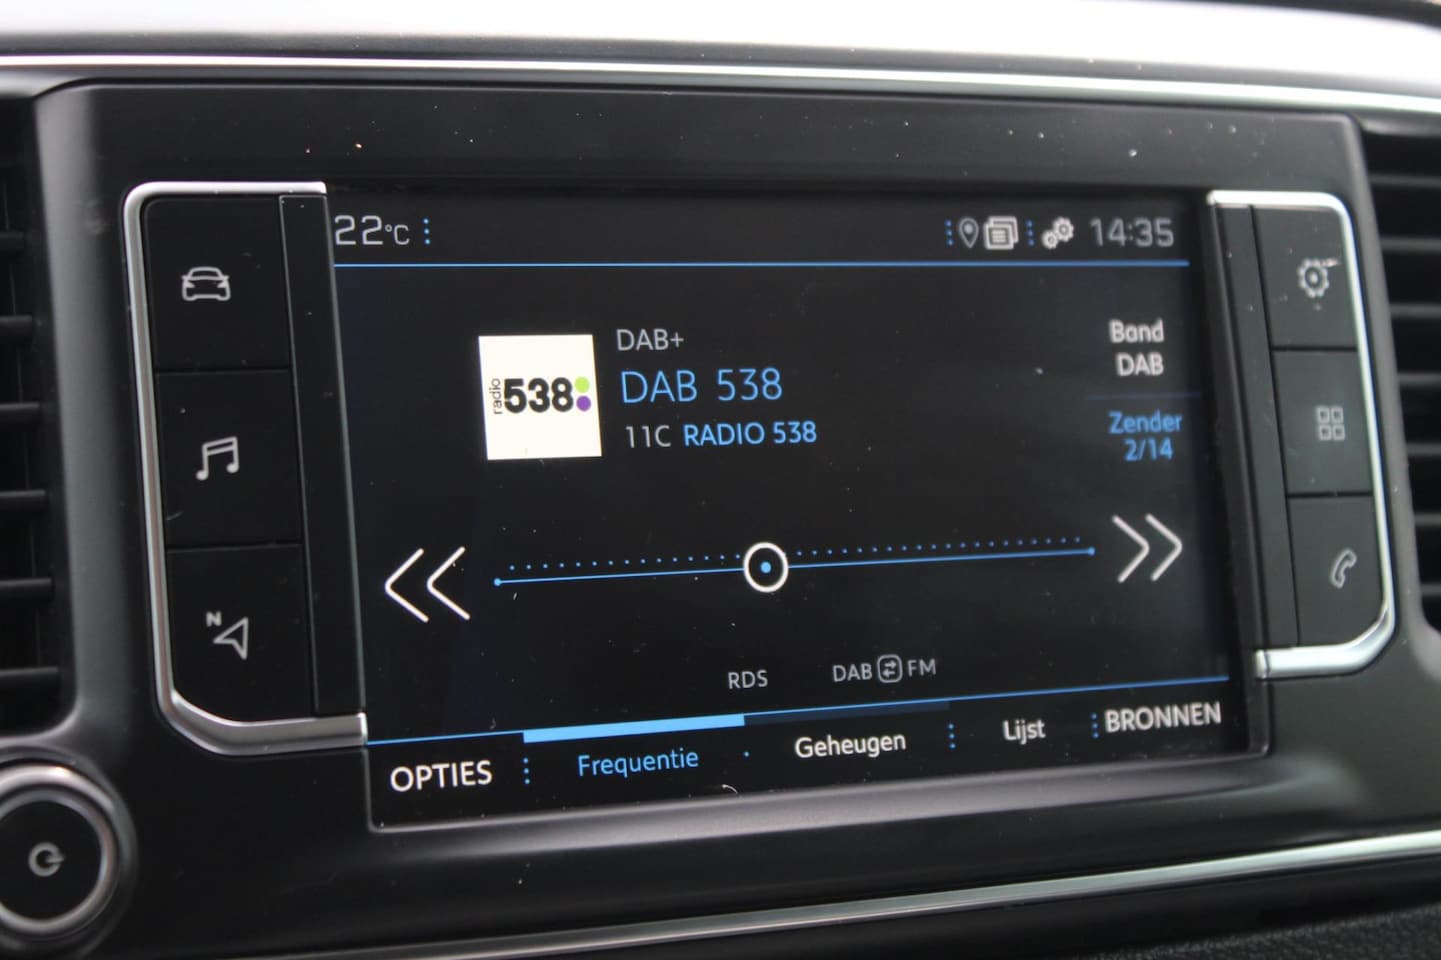 22°C
14:35
radio 538
DAB+
DAB 538
11C RADIO 538
Band
DAB
Zender
2/14
N
RDS
DAB FM
OPTIES
Frequentie
Geheugen
Lijst
BRONNEN